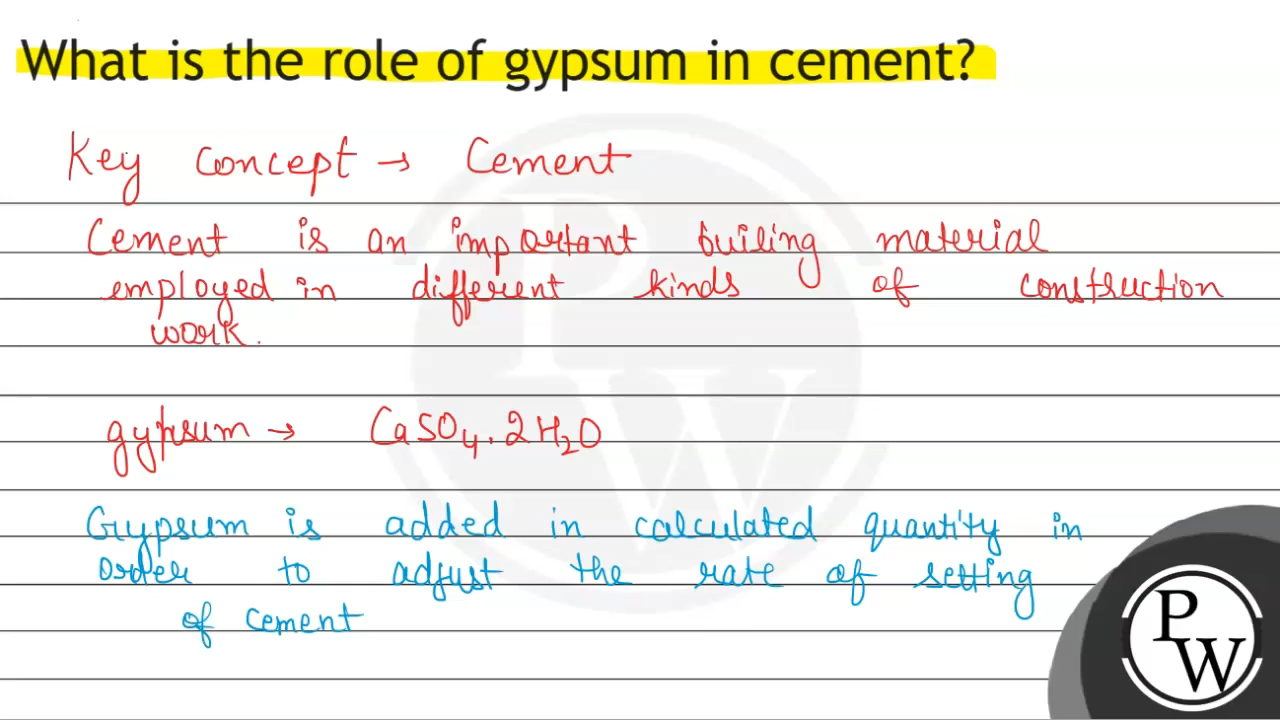 What is the role of gypsum in cement?
Key concept → Cement
Cement is an important builing material
employed in different kinds of construction
work.
gypsum → CaSO₄.2H₂O
Gypsum is added in calculated quantity in
order to adjust the rate of setting
of cement
P
W
P
W